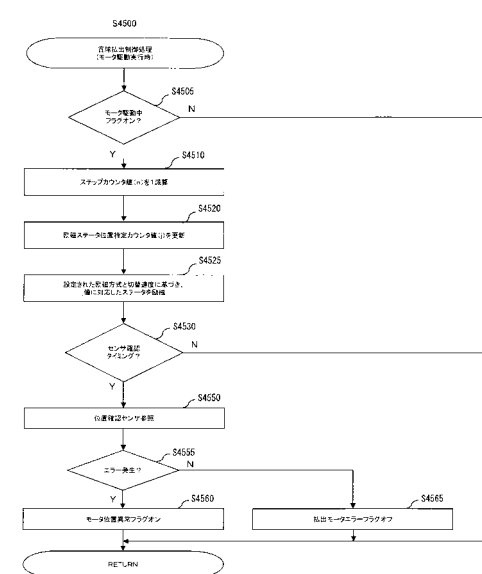 S4500
賞球払出制御処理
(モータ駆動実行時)
S4505
モータ駆動中
フラグオン?
N
Y
S4510
ステップカウンタ値(n)を1減算
S4520
励磁ステータ位置特定カウンタ値(j)を更新
S4525
設定された励磁方式と切替速度に基づき、
j値に対応したステータを励磁
S4530
センサ確認
タイミング?
N
Y
S4550
位置確認センサ参照
S4555
エラー発生?
N
Y
S4560
モータ位置異常フラグオン
S4565
払出モータエラーフラグオフ
RETURN